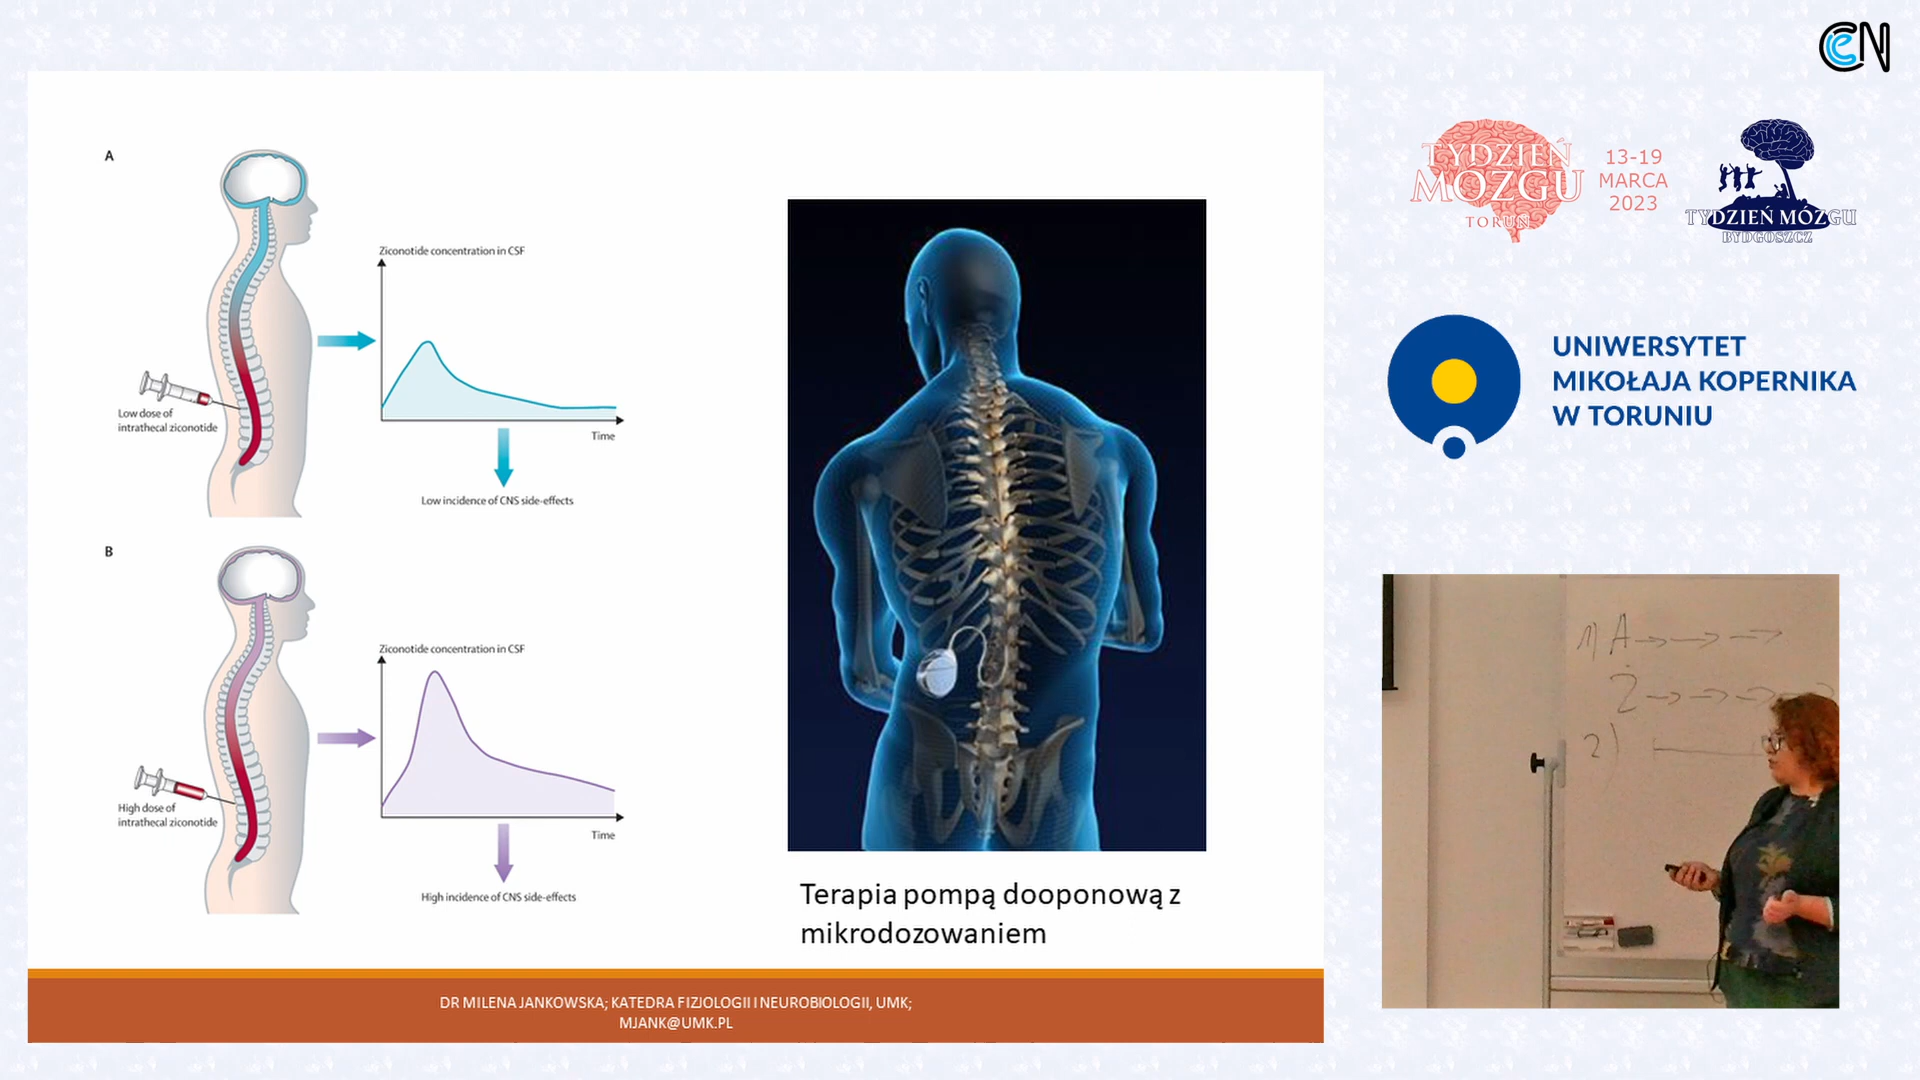 A
Ziconotide concentration in CSF
Low dose of
intrathecal ziconotide
Time
Low incidence of CNS side-effects
B
Ziconotide concentration in CSF
High dose of
intrathecal ziconotide
Time
High incidence of CNS side-effects
Terapia pompą dooponową z
mikrodozowaniem
DR MILENA JANKOWSKA; KATEDRA FIZJOLOGII I NEUROBIOLOGII, UMK;
MJANK@UMK.PL
CeN
TYDZIEŃ
MÓZGU
TORUŃ
13-19
MARCA
2023
TYDZIEŃ MÓZGU
BYDGOSZCZ
UNIWERSYTET
MIKOŁAJA KOPERNIKA
W TORUNIU
1) A
Ż
2)